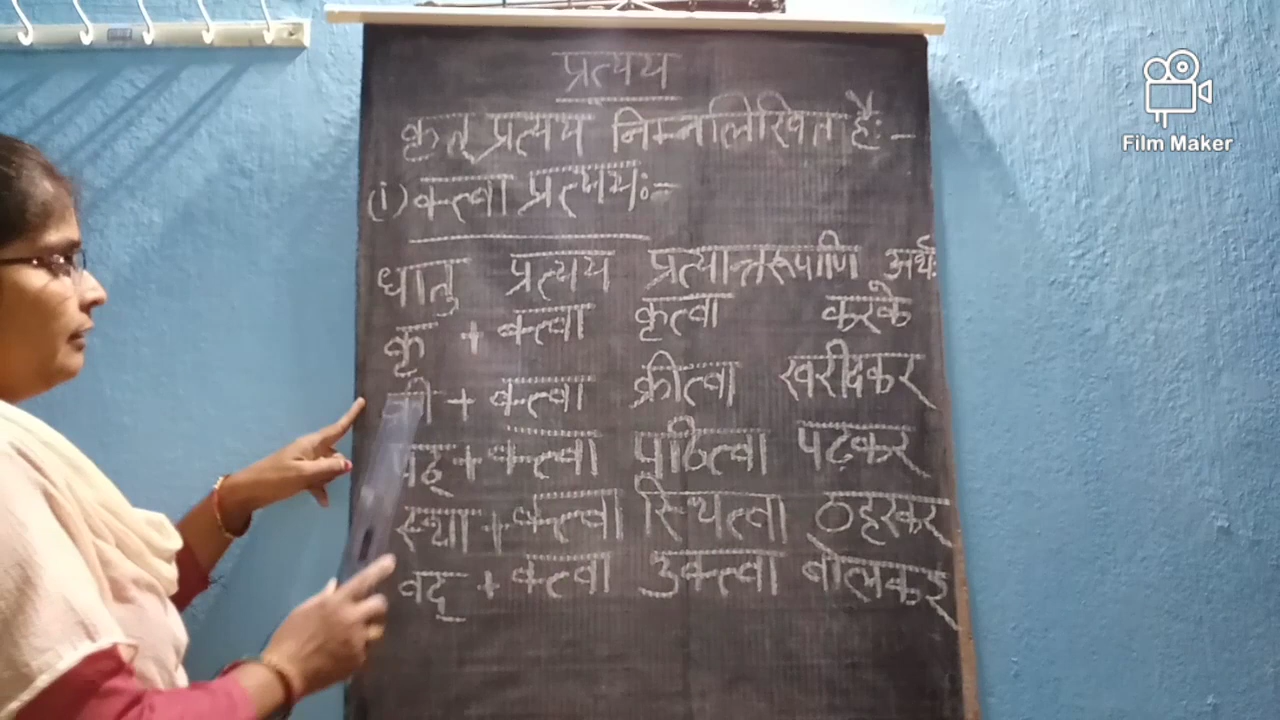 प्रत्यय
कृत् प्रत्यय निम्नलिखित है:-
(i) क्त्वा प्रत्ययः-
धातु प्रत्यय प्रत्यान्तरूपाणि अर्थः
कृ + क्त्वा कृत्वा करके
क्री + क्त्वा क्रीत्वा खरीदकर
पठ् + क्त्वा पठित्वा पढ़कर
स्था + क्त्वा स्थित्वा ठहरकर
वद् + क्त्वा उक्त्वा बोलकर
Film Maker